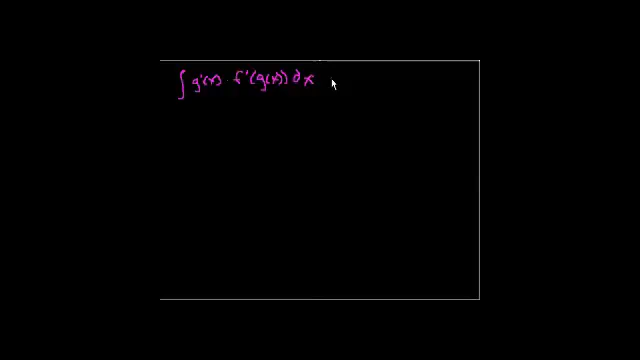 ∫ g'(x) · f'(g(x)) dx